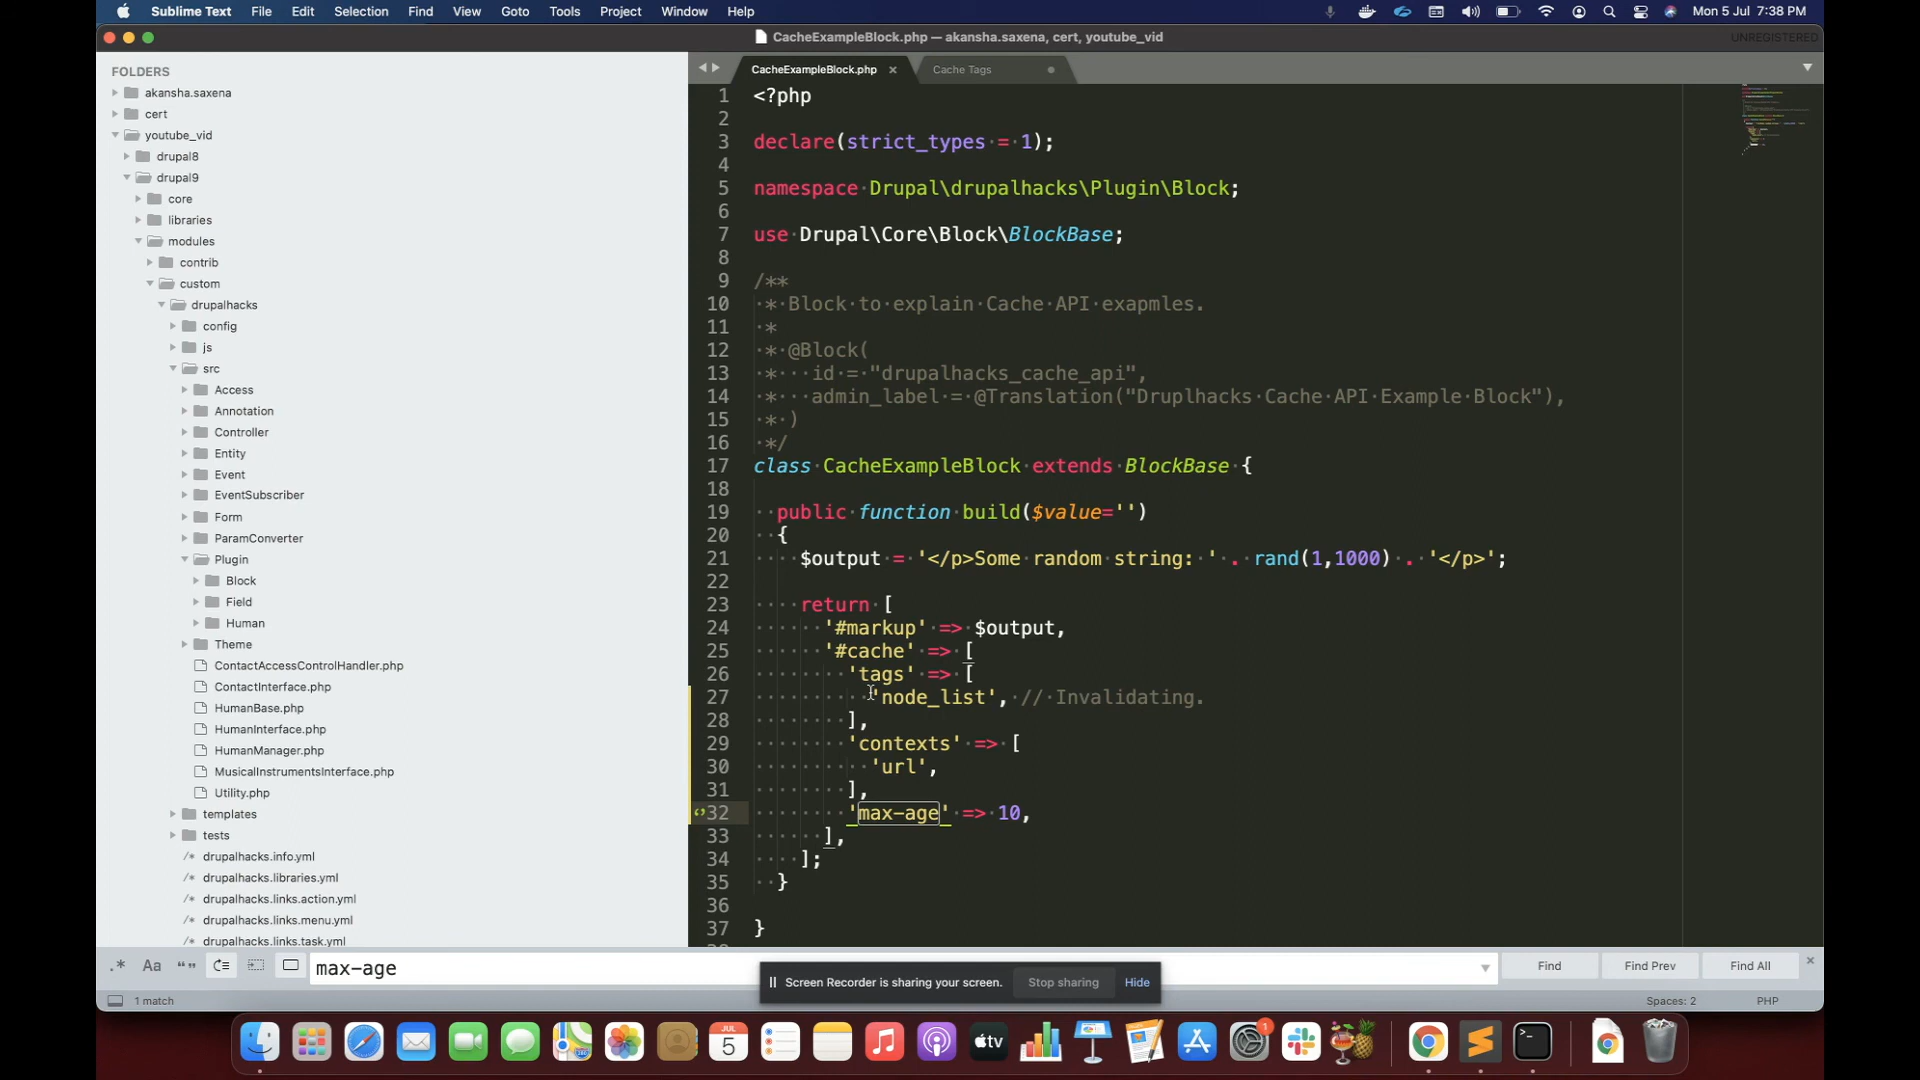 Sublime Text File Edit Selection Find View Goto Tools Project Window Help Mon 5 Jul 7:38 PM
CacheExampleBlock.php — akansha.saxena, cert, youtube_vid UNREGISTERED
FOLDERS
akansha.saxena
cert
youtube_vid
drupal8
drupal9
core
libraries
modules
contrib
custom
drupalhacks
config
js
src
Access
Annotation
Controller
Entity
Event
EventSubscriber
Form
ParamConverter
Plugin
Block
Field
Human
Theme
ContactAccessControlHandler.php
ContactInterface.php
HumanBase.php
HumanInterface.php
HumanManager.php
MusicalInstrumentsInterface.php
Utility.php
templates
tests
drupalhacks.info.yml
drupalhacks.libraries.yml
drupalhacks.links.action.yml
drupalhacks.links.menu.yml
drupalhacks.links.task.yml
CacheExampleBlock.php × Cache Tags
1 <?php
2
3 declare(strict_types = 1);
4
5 namespace Drupal\drupalhacks\Plugin\Block;
6
7 use Drupal\Core\Block\BlockBase;
8
9 /**
10 * Block to explain Cache API exapmles.
11 *
12 * @Block(
13 * id = "drupalhacks_cache_api",
14 * admin_label = @Translation("Druplhacks Cache API Example Block"),
15 * )
16 */
17 class CacheExampleBlock extends BlockBase {
18
19 public function build($value='')
20 {
21 $output = '</p>Some random string: ' . rand(1,1000) . '</p>';
22
23 return [
24 '#markup' => $output,
25 '#cache' => [
26 'tags' => [
27 'node_list', // Invalidating.
28 ],
29 'contexts' => [
30 'url',
31 ],
32 'max-age' => 10,
33 ],
34 ];
35 }
36
37 }
.* Aa “” max-age Find Find Prev Find All
Screen Recorder is sharing your screen. Stop sharing Hide
1 match Spaces: 2 PHP
JUL
5
tv
1